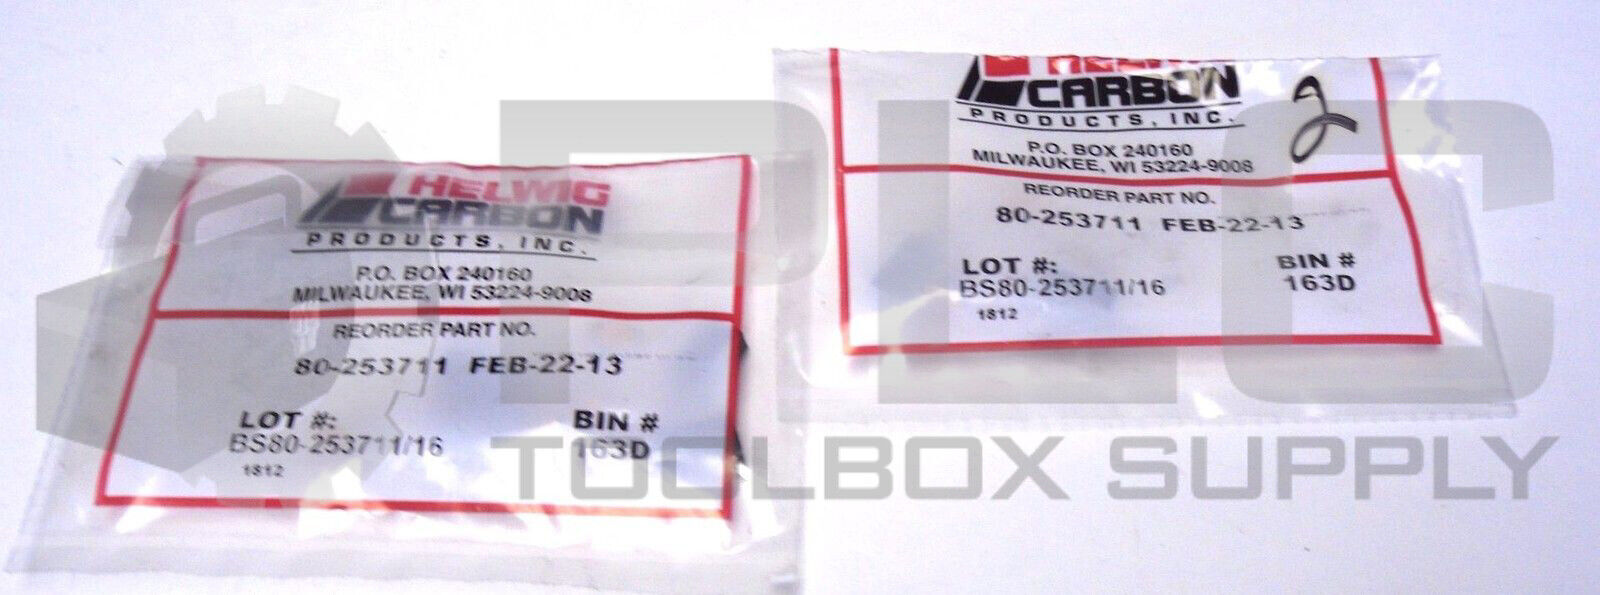 HELWIG
CARBON
PRODUCTS, INC.
P.O. BOX 240160
MILWAUKEE, WI 53224-9008
REORDER PART NO.
80-253711 FEB-22-13
LOT #:
BIN #
BS80-253711/16
163D
1812
HELWIG
CARBON
PRODUCTS, INC.
2
P.O. BOX 240160
MILWAUKEE, WI 53224-9008
REORDER PART NO.
80-253711 FEB-22-13
LOT #:
BIN #
BS80-253711/16
163D
1812
PLC
TOOLBOX SUPPLY